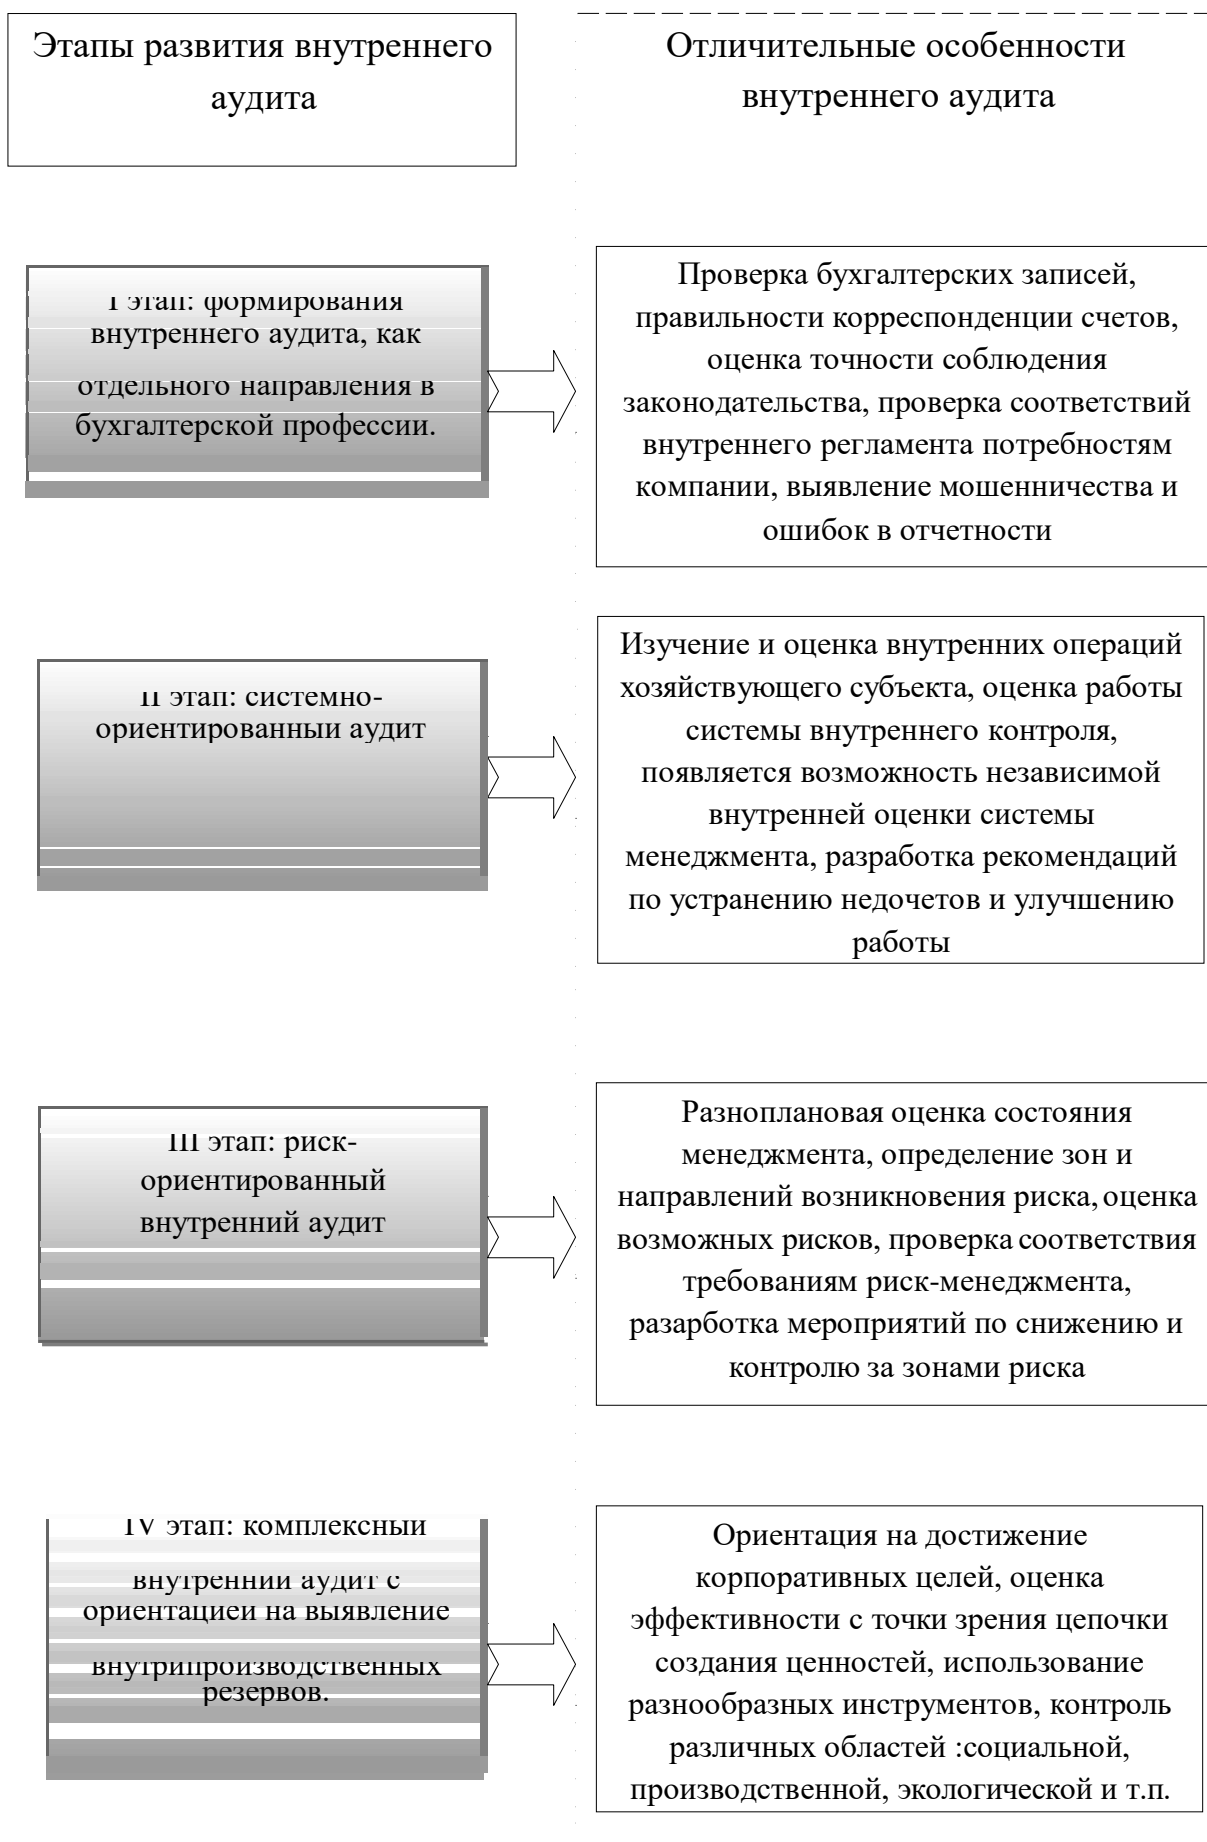 Этапы развития внутреннего
аудита
Отличительные особенности
внутреннего аудита
I этап: формирования
внутреннего аудита, как
отдельного направления в
бухгалтерской профессии.
Проверка бухгалтерских записей,
правильности корреспонденции счетов,
оценка точности соблюдения
законодательства, проверка соответствий
внутреннего регламента потребностям
компании, выявление мошенничества и
ошибок в отчетности
II этап: системно-
ориентированный аудит
Изучение и оценка внутренних операций
хозяйствующего субъекта, оценка работы
системы внутреннего контроля,
появляется возможность независимой
внутренней оценки системы
менеджмента, разработка рекомендаций
по устранению недочетов и улучшению
работы
III этап: риск-
ориентированный
внутренний аудит
Разноплановая оценка состояния
менеджмента, определение зон и
направлений возникновения риска, оценка
возможных рисков, проверка соответствия
требованиям риск-менеджмента,
разарботка мероприятий по снижению и
контролю за зонами риска
IV этап: комплексный
внутренний аудит с
ориентацией на выявление
внутрипроизводственных
резервов.
Ориентация на достижение
корпоративных целей, оценка
эффективности с точки зрения цепочки
создания ценностей, использование
разнообразных инструментов, контроль
различных областей :социальной,
производственной, экологической и т.п.